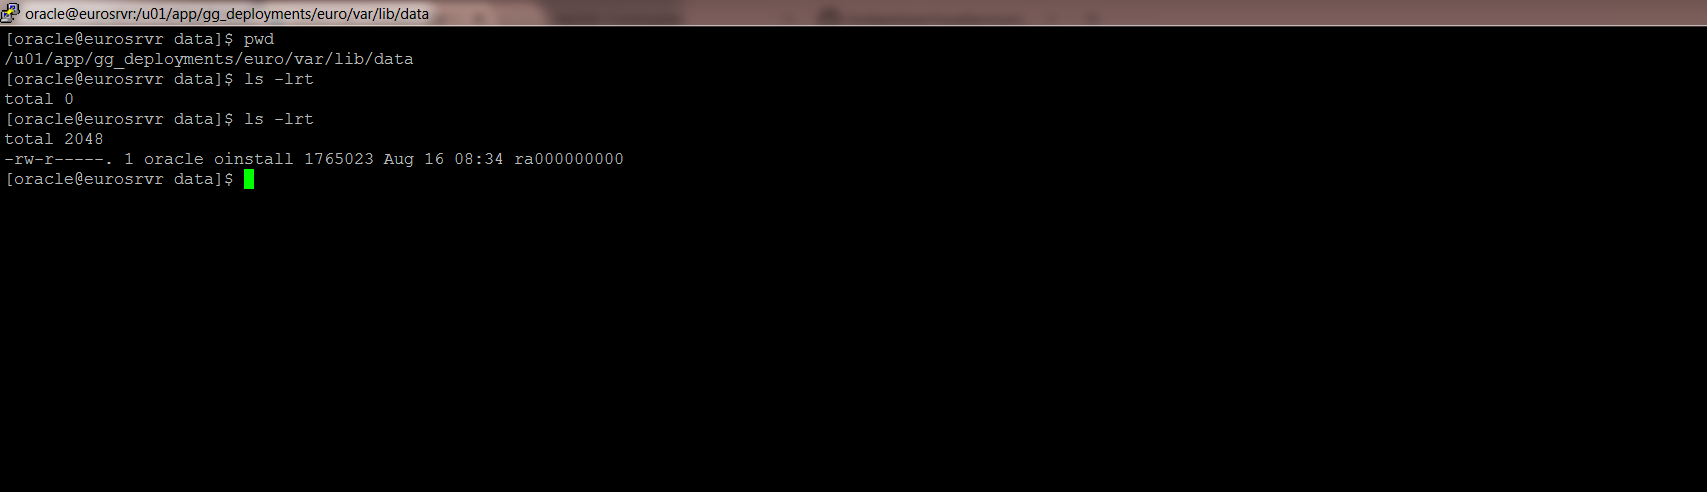 oracle@eurosrvr:/u01/app/gg_deployments/euro/var/lib/data
[oracle@eurosrvr data]$ pwd
/u01/app/gg_deployments/euro/var/lib/data
[oracle@eurosrvr data]$ ls -lrt
total 0
[oracle@eurosrvr data]$ ls -lrt
total 2048
-rw-r-----. 1 oracle oinstall 1765023 Aug 16 08:34 ra000000000
[oracle@eurosrvr data]$